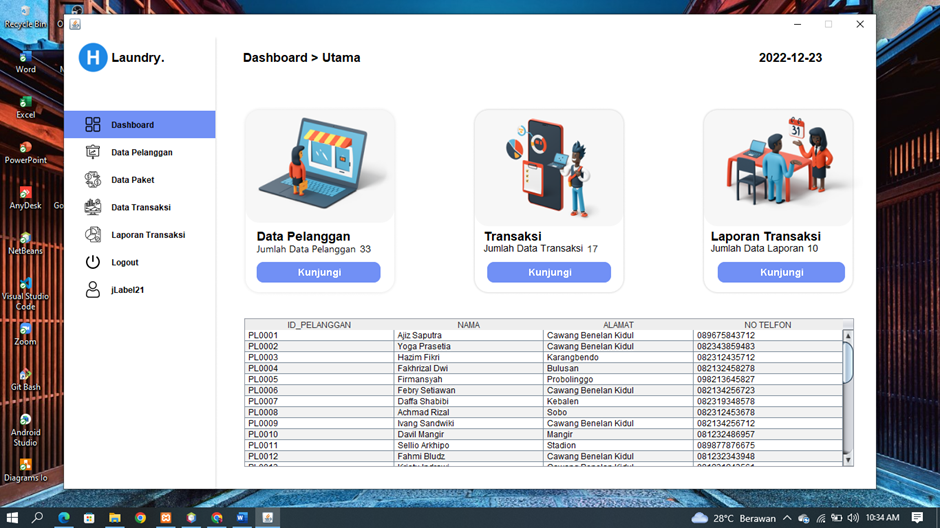 Recycle Bin
O
Word
N
Excel
PowerPoint
AnyDesk
Go
NetBeans
Visual Studio
Code
Zoom
Git Bash
Android
Studio
Diagrams Io
H
Laundry.
Dashboard > Utama
2022-12-23
Dashboard
Data Pelanggan
Data Paket
Data Transaksi
Laporan Transaksi
Logout
jLabel21
31
Data Pelanggan
Jumlah Data Pelanggan 33
Kunjungi
Transaksi
Jumlah Data Transaksi 17
Kunjungi
Laporan Transaksi
Jumlah Data Laporan 10
Kunjungi
ID_PELANGGAN NAMA ALAMAT NO TELFON
PL0001 Ajiz Saputra Cawang Benelan Kidul 089675843712
PL0002 Yoga Prasetia Cawang Benelan Kidul 082343859483
PL0003 Hazim Fikri Karangbendo 082312435712
PL0004 Fakhrizal Dwi Bulusan 082132458278
PL0005 Firmansyah Probolinggo 098213645827
PL0006 Febry Setiawan Cawang Benelan Kidul 082134256723
PL0007 Daffa Shabibi Kebalen 082319348578
PL0008 Achmad Rizal Sobo 082312453678
PL0009 Ivang Sandwiki Cawang Benelan Kidul 082134256712
PL0010 Davil Mangir Mangir 081232486957
PL0011 Sellio Arkhipo Stadion 089877876675
PL0012 Fahmi Bludz Cawang Benelan Kidul 081232343948
28°C Berawan 10:34 AM